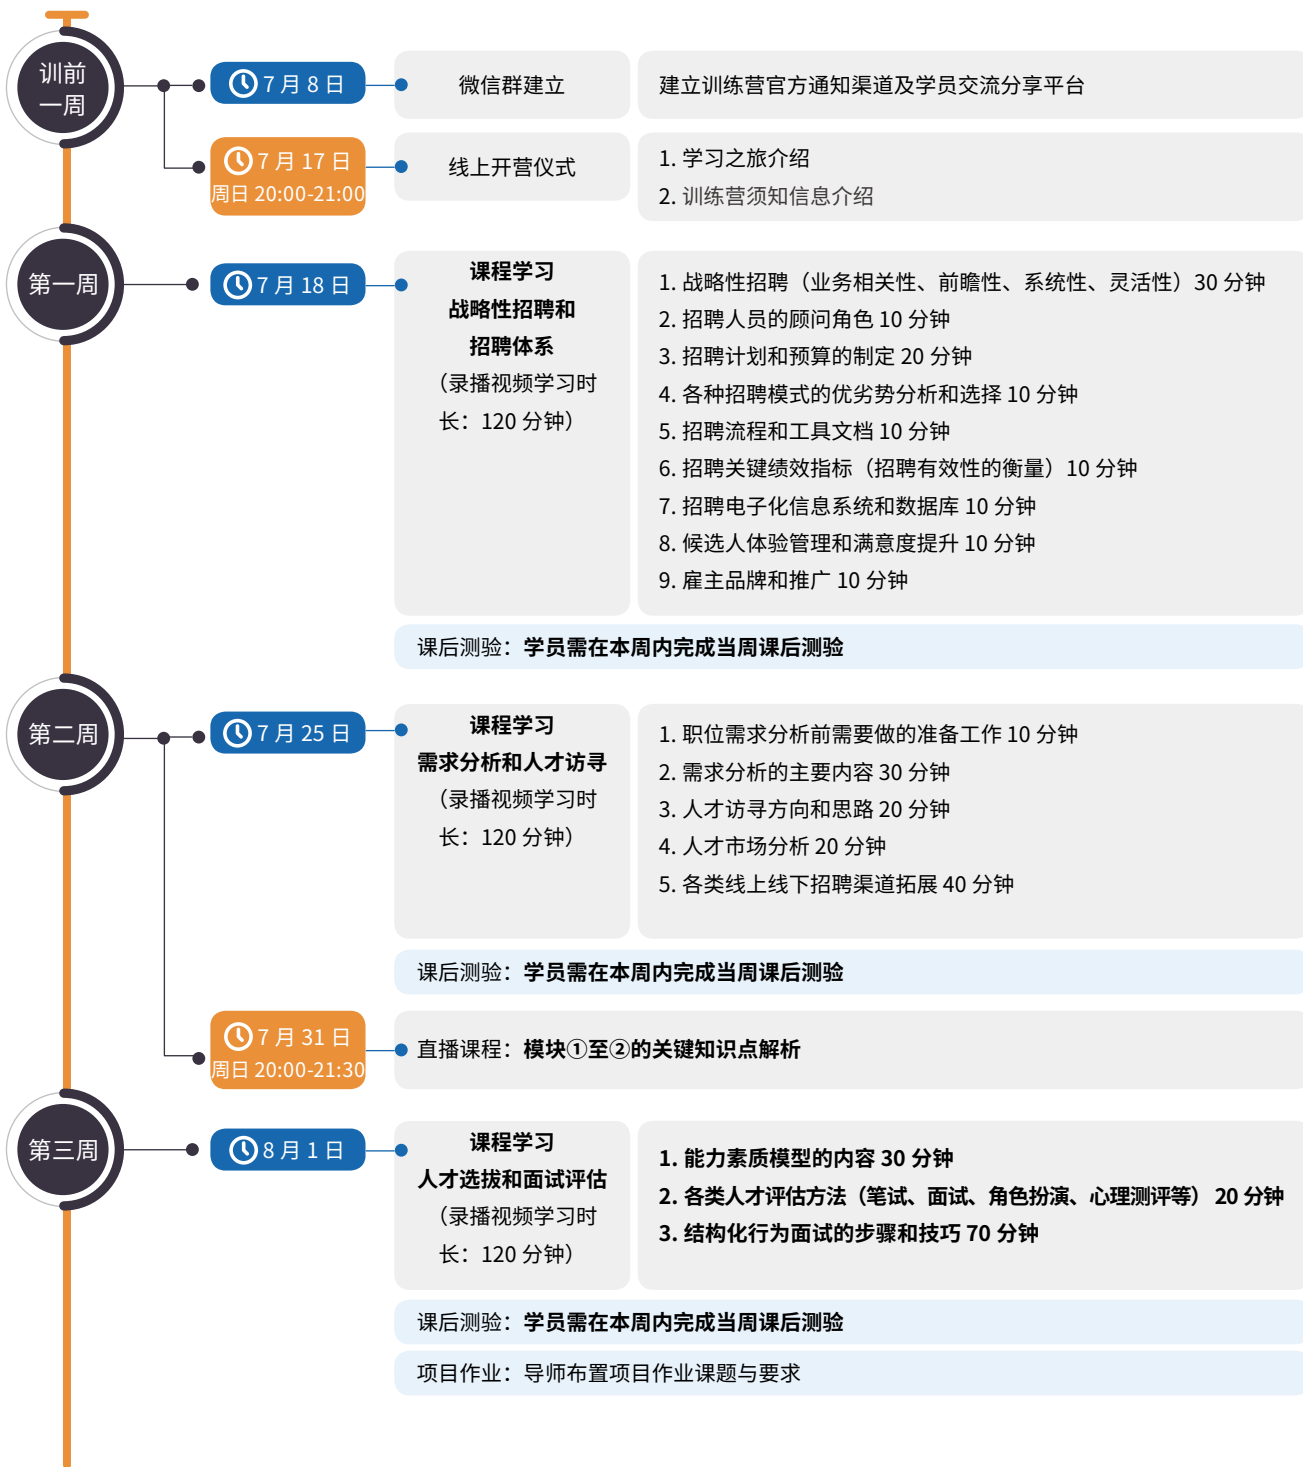 训前
一周
7 月 8 日
微信群建立
建立训练营官方通知渠道及学员交流分享平台
7 月 17 日
周日 20:00-21:00
线上开营仪式
1. 学习之旅介绍
2. 训练营须知信息介绍
第一周
7 月 18 日
课程学习
战略性招聘和
招聘体系
（录播视频学习时
长：120 分钟）
1. 战略性招聘（业务相关性、前瞻性、系统性、灵活性）30 分钟
2. 招聘人员的顾问角色 10 分钟
3. 招聘计划和预算的制定 20 分钟
4. 各种招聘模式的优劣势分析和选择 10 分钟
5. 招聘流程和工具文档 10 分钟
6. 招聘关键绩效指标（招聘有效性的衡量）10 分钟
7. 招聘电子化信息系统和数据库 10 分钟
8. 候选人体验管理和满意度提升 10 分钟
9. 雇主品牌和推广 10 分钟
课后测验：学员需在本周内完成当周课后测验
第二周
7 月 25 日
课程学习
需求分析和人才访寻
（录播视频学习时
长：120 分钟）
1. 职位需求分析前需要做的准备工作 10 分钟
2. 需求分析的主要内容 30 分钟
3. 人才访寻方向和思路 20 分钟
4. 人才市场分析 20 分钟
5. 各类线上线下招聘渠道拓展 40 分钟
课后测验：学员需在本周内完成当周课后测验
7 月 31 日
周日 20:00-21:30
直播课程：模块①至②的关键知识点解析
第三周
8 月 1 日
课程学习
人才选拔和面试评估
（录播视频学习时
长：120 分钟）
1. 能力素质模型的内容 30 分钟
2. 各类人才评估方法（笔试、面试、角色扮演、心理测评等） 20 分钟
3. 结构化行为面试的步骤和技巧 70 分钟
课后测验：学员需在本周内完成当周课后测验
项目作业：导师布置项目作业课题与要求